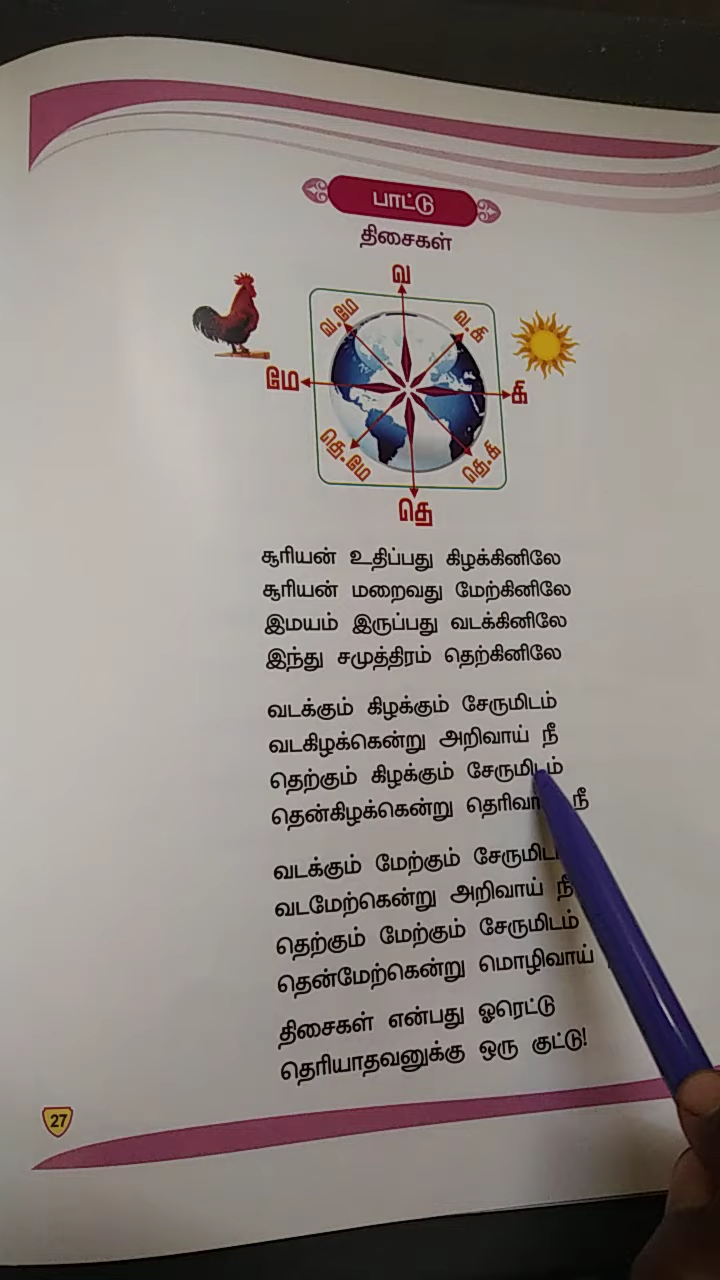 பாட்டு
திசைகள்
வ
வ.மே
வ.கி
மே
கி
தெ.மே
தெ.கி
தெ
சூரியன் உதிப்பது கிழக்கினிலே
சூரியன் மறைவது மேற்கினிலே
இமயம் இருப்பது வடக்கினிலே
இந்து சமுத்திரம் தெற்கினிலே
வடக்கும் கிழக்கும் சேருமிடம்
வடகிழக்கென்று அறிவாய் நீ
தெற்கும் கிழக்கும் சேருமிடம்
தென்கிழக்கென்று நீ
வடக்கும் மேற்கும்
வடமேற்கென்று அறிவாய் நீ
தெற்கும் மேற்கும் சேருமிடம்
தென்மேற்கென்று மொழிவாய்
திசைகள் என்பது ஓரெட்டு
தெரியாதவனுக்கு ஒரு குட்டு!
27